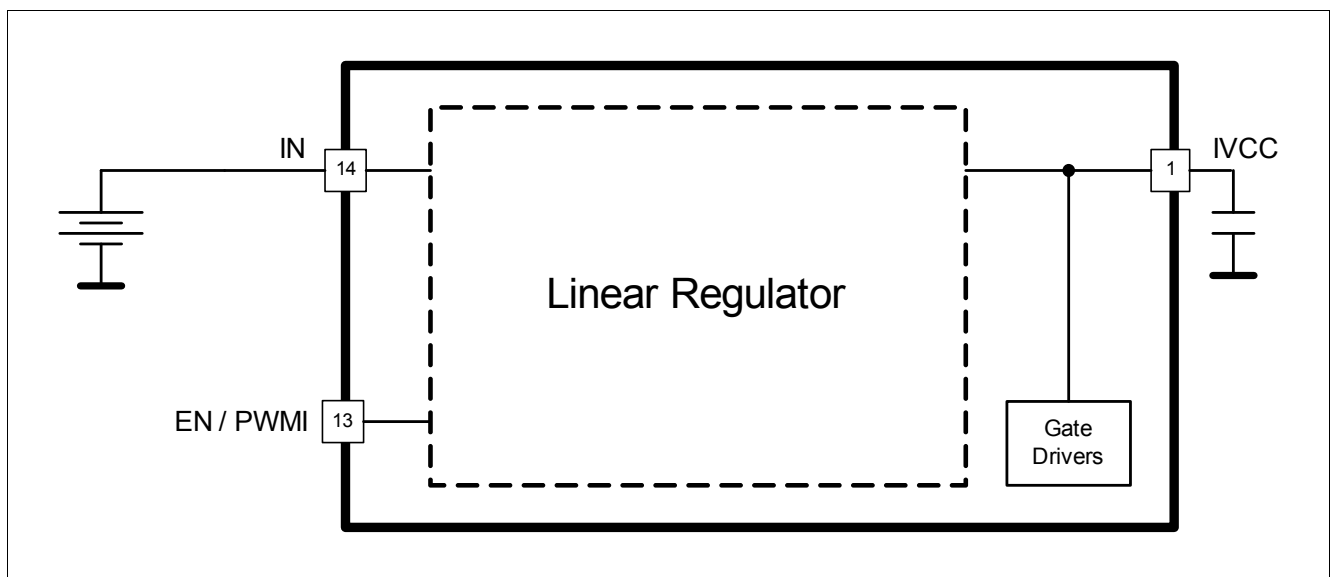 IN
14
1
IVCC
Linear Regulator
EN / PWMI
13
Gate
Drivers